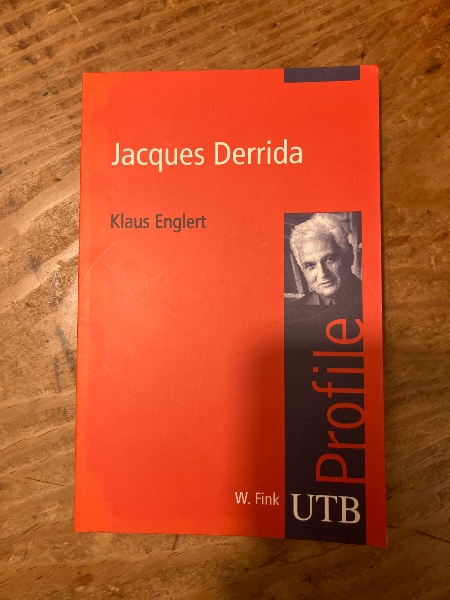 Jacques Derrida
Klaus Englert
Profile
W. Fink
UTB